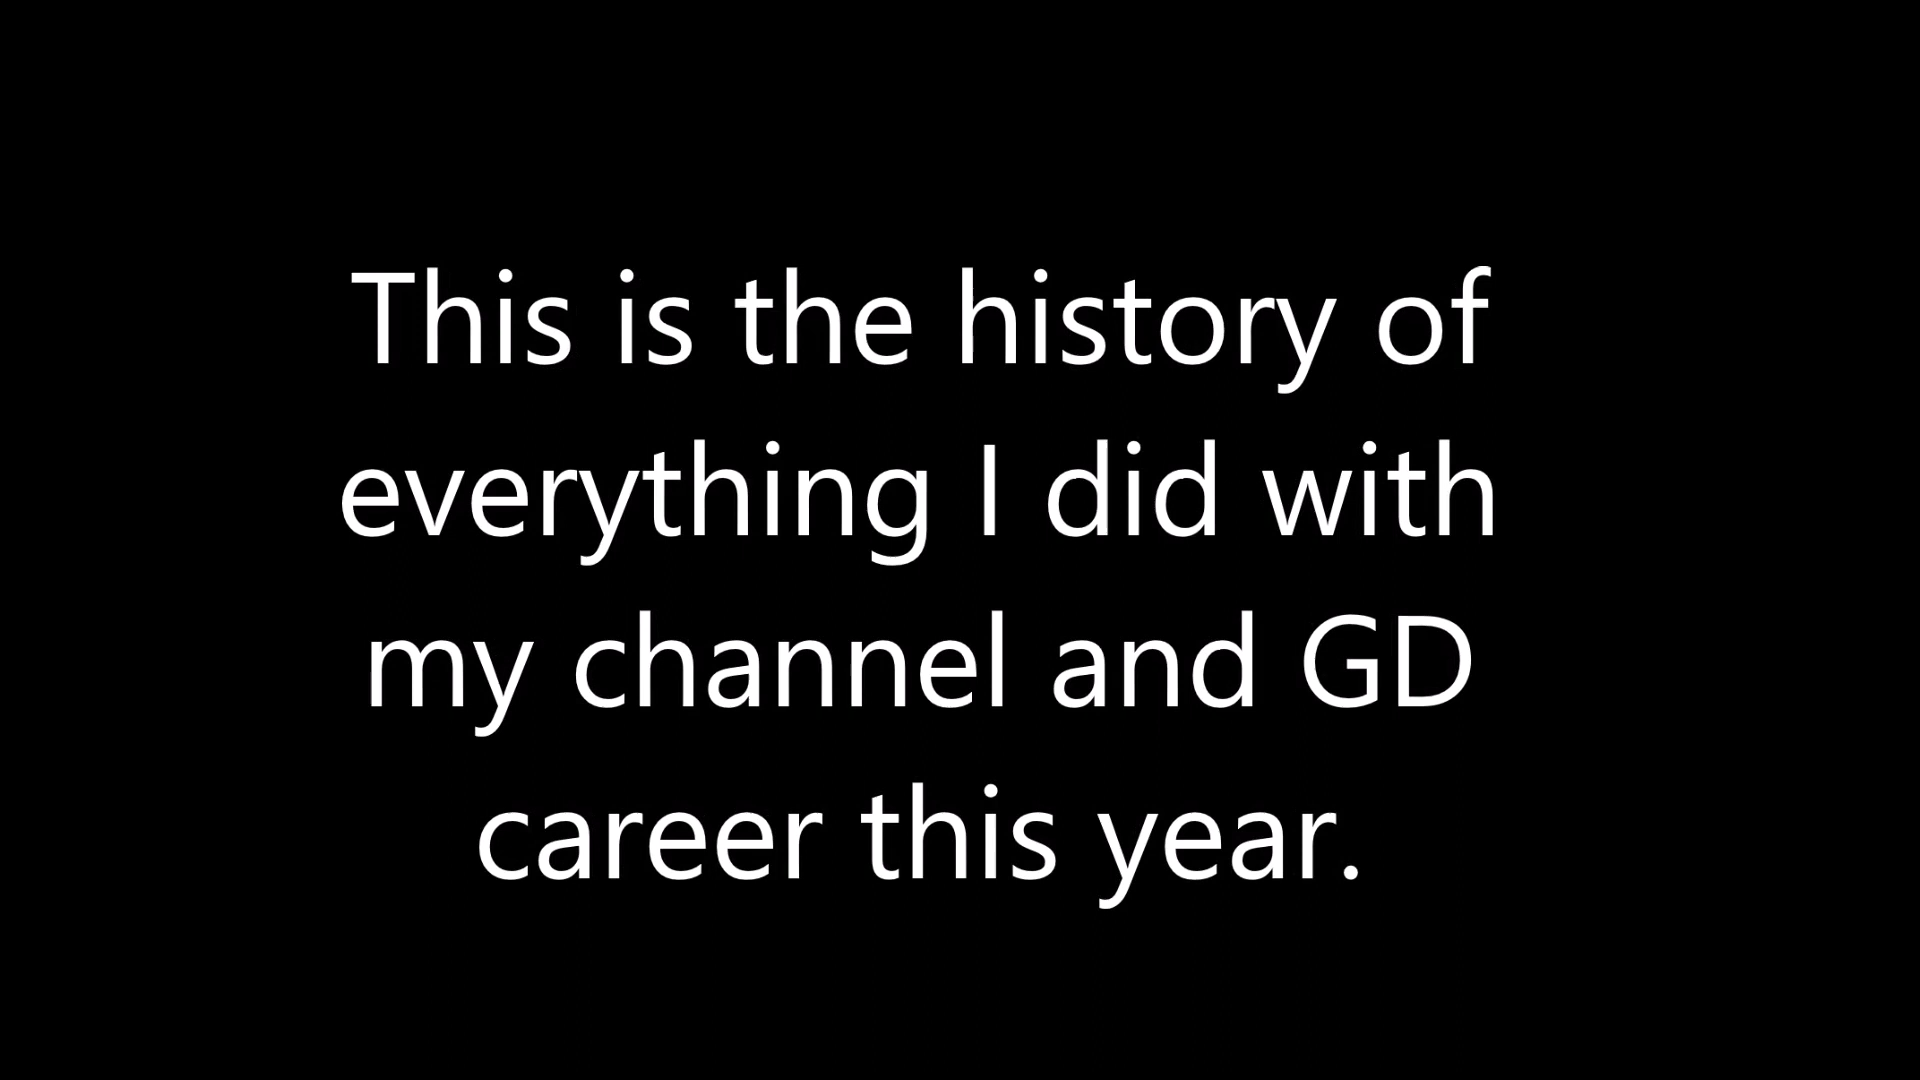 This is the history of
everything I did with
my channel and GD
career this year.